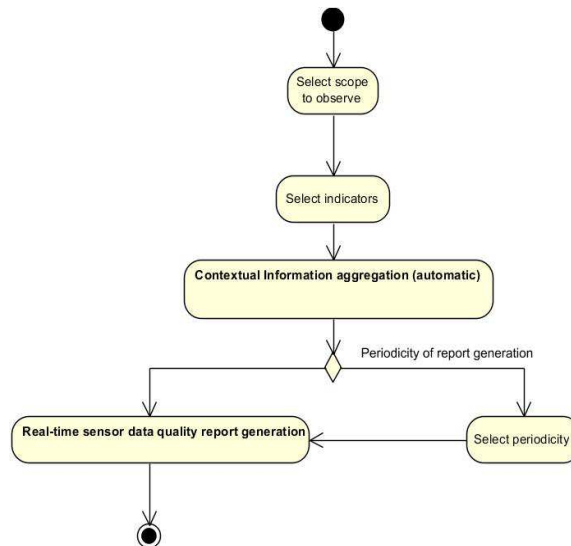 Select scope
to observe
Select indicators
Contextual Information aggregation (automatic)
Periodicity of report generation
Real-time sensor data quality report generation
Select periodicity